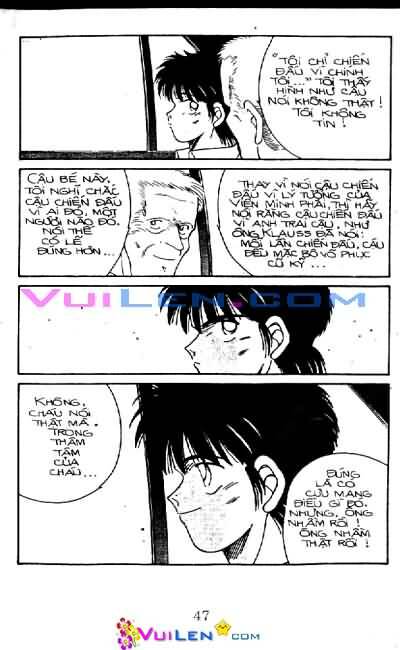 "TÔI CHỈ CHIẾN
ĐẤU VÌ CHÍNH
TÔI..." TÔI THẤY
HÌNH NHƯ CẬU
NÓI KHÔNG THẬT!
TÔI KHÔNG
TIN!
CẬU BÉ NÀY,
TÔI NGHĨ CHẮC
CẬU CHIẾN ĐẤU
VÌ AI ĐÓ, MỘT
NGƯỜI NÀO ĐÓ.
NÓI THẾ
CÓ LẼ
ĐÚNG HƠN...
THAY VÌ NÓI CẬU CHIẾN
ĐẤU VÌ LÝ TƯỞNG CỦA
VIÊN MINH PHÁI, THÌ HÃY
NÓI RẰNG CẬU CHIẾN ĐẤU
VÌ ANH TRAI CẬU, NHƯ
ÔNG KLAUSS ĐÃ NÓI:
MỖI LẦN CHIẾN ĐẤU, CẬU
ĐỀU MẶC BỘ VÕ PHỤC
CŨ KỸ...
VUILEN.COM
KHÔNG,
CHÁU NÓI
THẬT MÀ.
TRONG
THÂM
TÂM
CỦA
CHÁU...
ĐÚNG
LÀ CÓ
CƯU MANG
ĐIỀU GÌ ĐÓ,
NHƯNG, ÔNG
NHẦM RỒI!
ÔNG NHẦM
THẬT RỒI!
47
VUILEN.COM